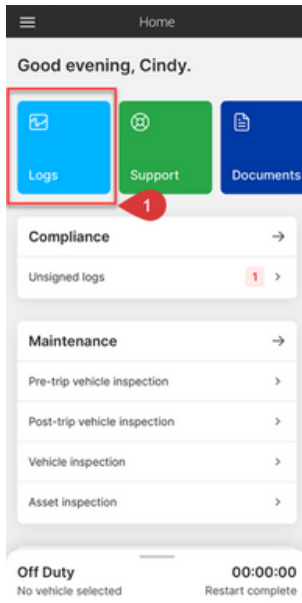 Home
Good evening, Cindy.
Logs
Support
Documents
1
Compliance
Unsigned logs 1
Maintenance
Pre-trip vehicle inspection
Post-trip vehicle inspection
Vehicle inspection
Asset inspection
Off Duty 00:00:00
No vehicle selected Restart complete